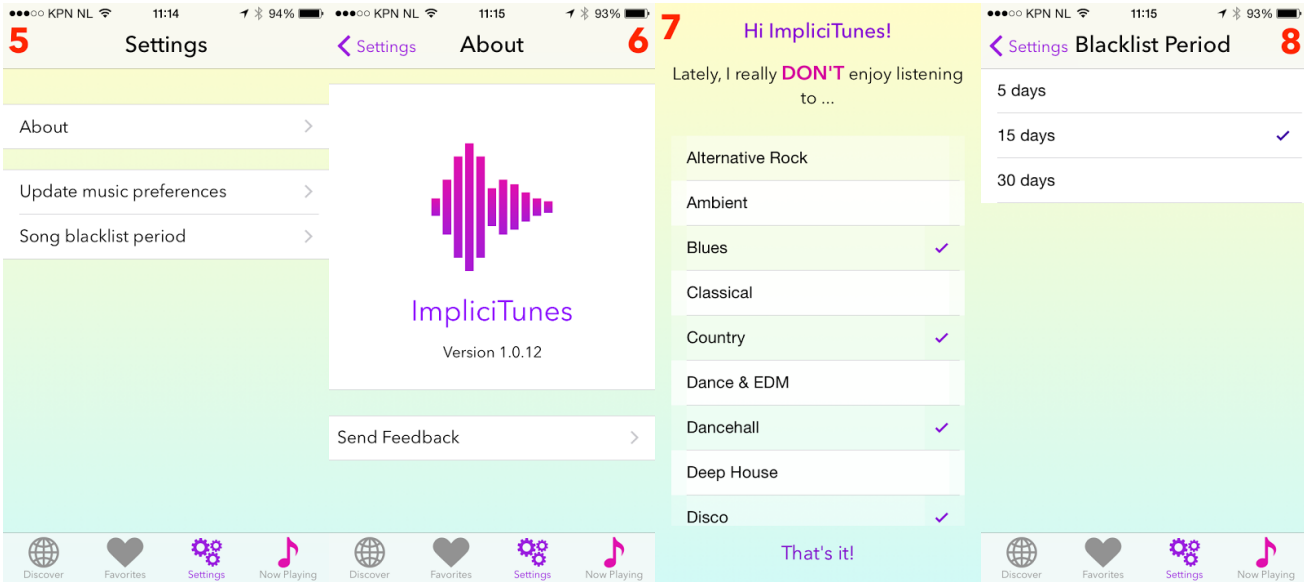 KPN NL 11:14 94%
5
Settings
About
Update music preferences
Song blacklist period
Discover Favorites Settings Now Playing
KPN NL 11:15 93%
Settings About 6
ImpliciTunes
Version 1.0.12
Send Feedback
Discover Favorites Settings Now Playing
7
Hi ImpliciTunes!
Lately, I really DON'T enjoy listening
to ...
Alternative Rock
Ambient
Blues
Classical
Country
Dance & EDM
Dancehall
Deep House
Disco
That's it!
KPN NL 11:15 93%
Settings Blacklist Period 8
5 days
15 days
30 days
Discover Favorites Settings Now Playing